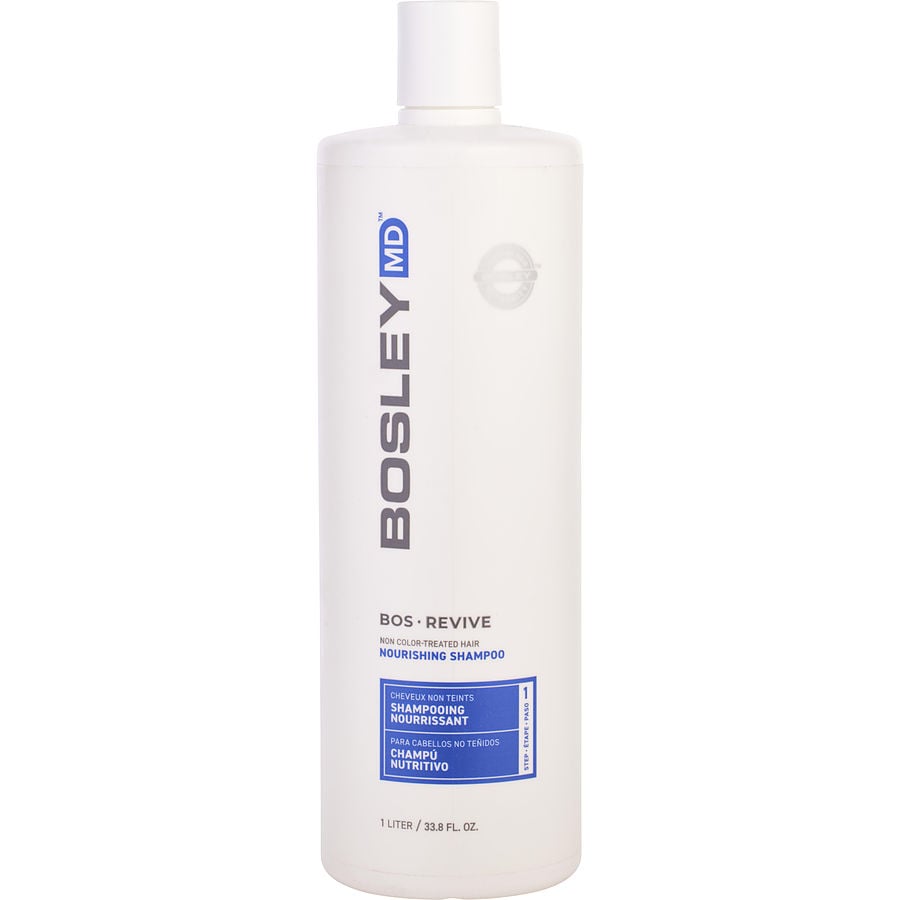 BOSLEY MD™
BOS • REVIVE
NON COLOR-TREATED HAIR
NOURISHING SHAMPOO
CHEVEUX NON TEINTS
SHAMPOOING
NOURRISSANT
PARA CABELLOS NO TEÑIDOS
CHAMPÚ
NUTRITIVO
STEP • ÉTAPE • PASO 1
1 LITER / 33.8 FL. OZ.